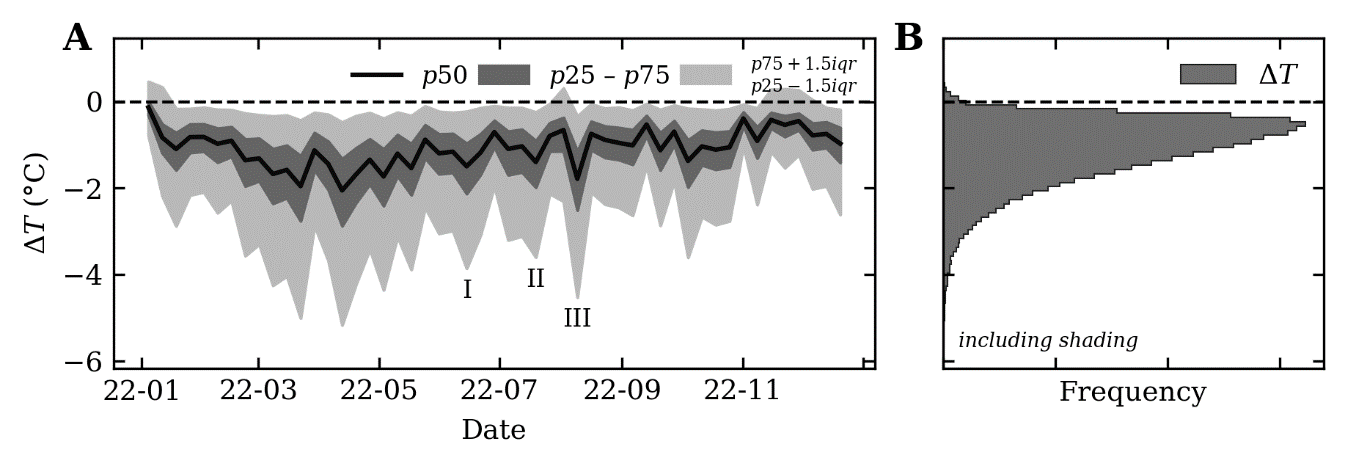 A
p50
p25 – p75
p75 + 1.5iqr
p25 − 1.5iqr
0
−2
−4
−6
ΔT (°C)
I
II
III
22-01 22-03 22-05 22-07 22-09 22-11
Date
B
ΔT
including shading
Frequency